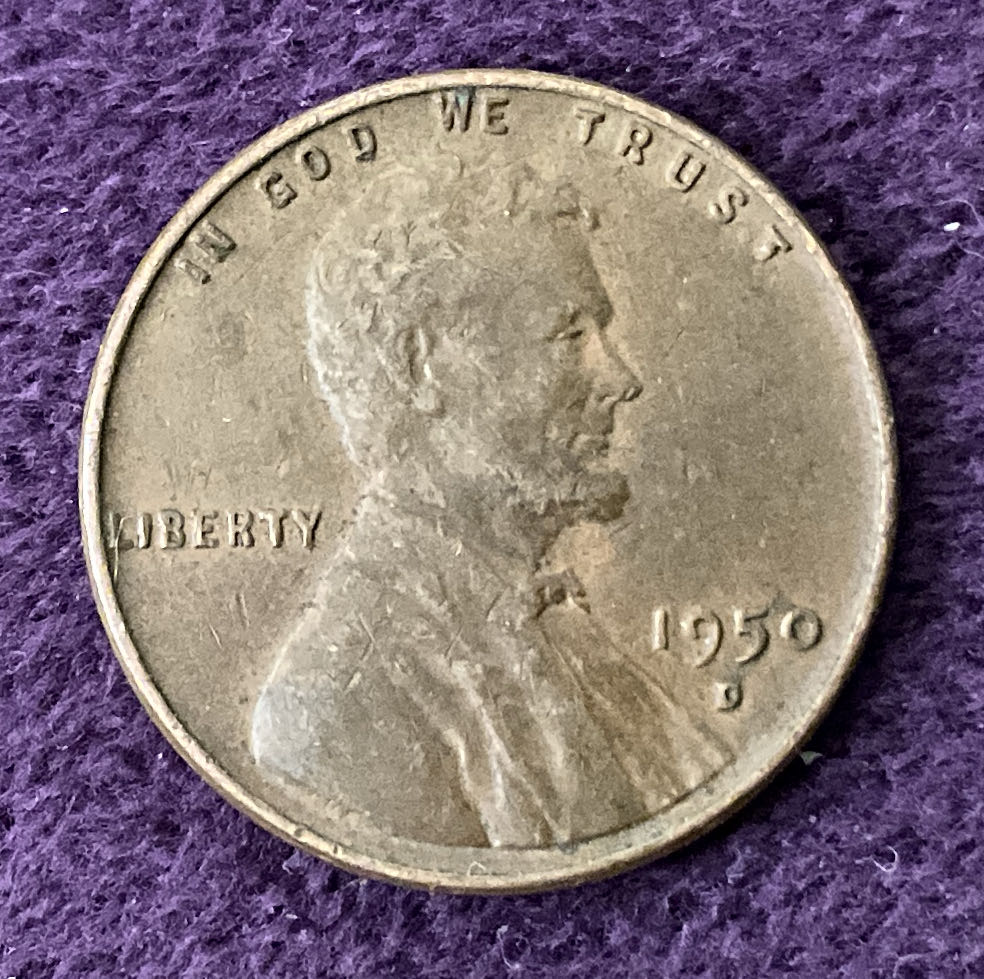 IN GOD WE TRUST
LIBERTY
1950
D